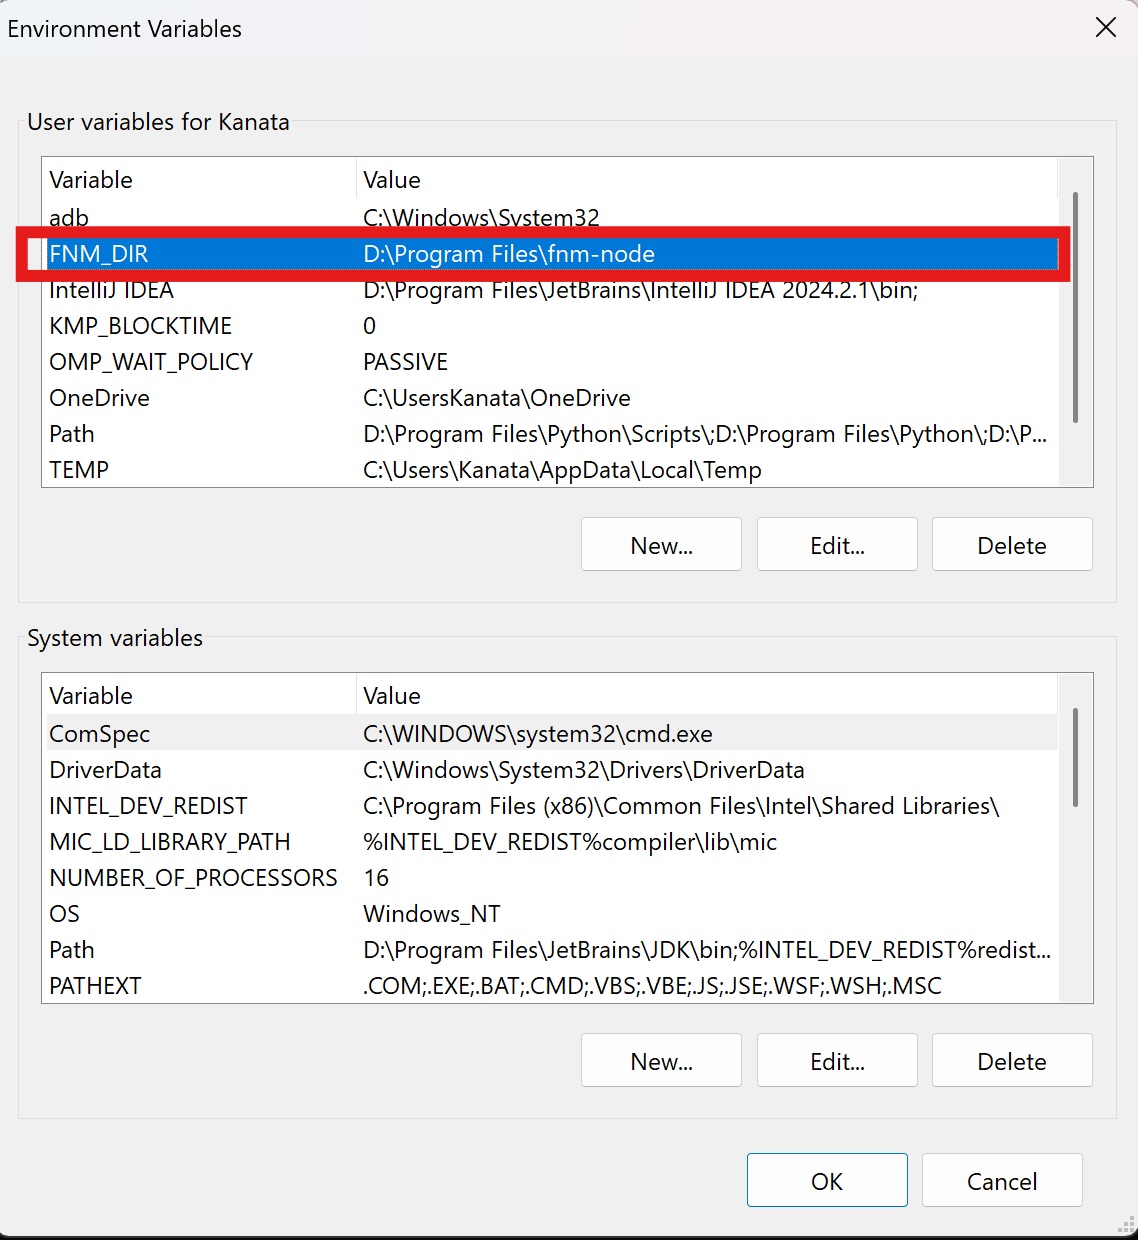 Environment Variables
User variables for Kanata
Variable Value
adb C:\Windows\System32
FNM_DIR D:\Program Files\fnm-node
IntelliJ IDEA D:\Program Files\JetBrains\IntelliJ IDEA 2024.2.1\bin;
KMP_BLOCKTIME 0
OMP_WAIT_POLICY PASSIVE
OneDrive C:\UsersKanata\OneDrive
Path D:\Program Files\Python\Scripts\;D:\Program Files\Python\;D:\P...
TEMP C:\Users\Kanata\AppData\Local\Temp
New... Edit... Delete
System variables
Variable Value
ComSpec C:\WINDOWS\system32\cmd.exe
DriverData C:\Windows\System32\Drivers\DriverData
INTEL_DEV_REDIST C:\Program Files (x86)\Common Files\Intel\Shared Libraries\
MIC_LD_LIBRARY_PATH %INTEL_DEV_REDIST%compiler\lib\mic
NUMBER_OF_PROCESSORS 16
OS Windows_NT
Path D:\Program Files\JetBrains\JDK\bin;%INTEL_DEV_REDIST%redist...
PATHEXT .COM;.EXE;.BAT;.CMD;.VBS;.VBE;.JS;.JSE;.WSF;.WSH;.MSC
New... Edit... Delete
OK Cancel